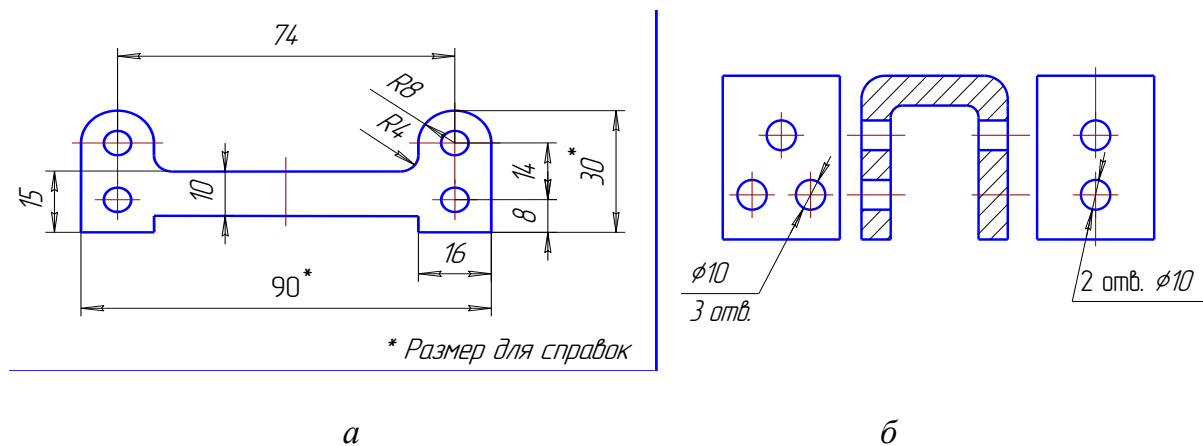 74
R8
R4
15
10
14
30*
8
16
90*
* Размер для справок
⌀10
3 отв.
2 отв. ⌀10
а
б